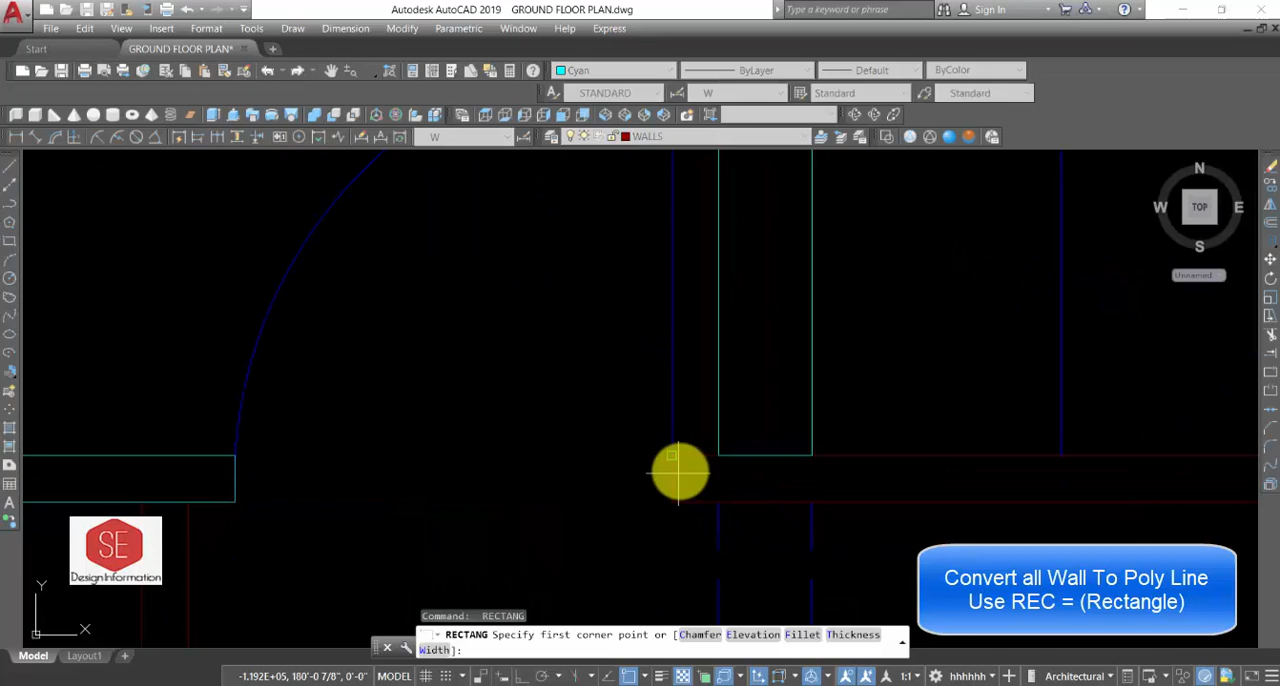 Autodesk AutoCAD 2019 GROUND FLOOR PLAN.dwg
Type a keyword or phrase
Sign In
File Edit View Insert Format Tools Draw Dimension Modify Parametric Window Help Express
Start
GROUND FLOOR PLAN*
Cyan
ByLayer
Default
ByColor
STANDARD
W
Standard
Standard
W
WALLS
N
W
TOP
E
S
Unnamed
SE
Design Information
Y
X
Convert all Wall To Poly Line
Use REC = (Rectangle)
Command: RECTANG
RECTANG Specify first corner point or [Chamfer Elevation Fillet Thickness
Width]:
Model
Layout1
-1.192E+05, 180'-0 7/8", 0'-0"
MODEL
1:1
hhhhhh
Architectural